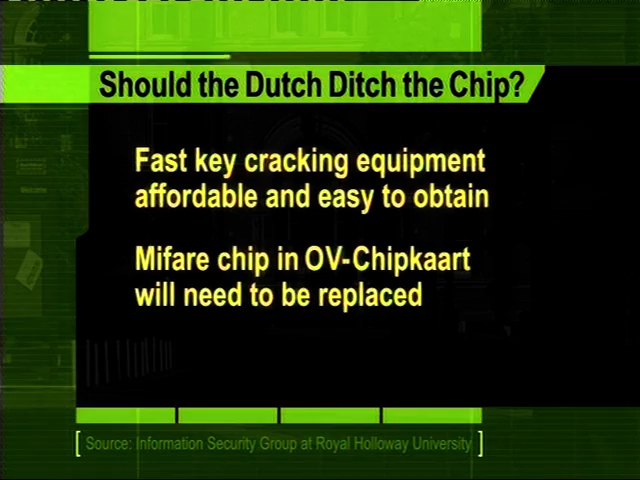 Should the Dutch Ditch the Chip?
Fast key cracking equipment
affordable and easy to obtain
Mifare chip in OV-Chipkaart
will need to be replaced
[ Source: Information Security Group at Royal Holloway University ]